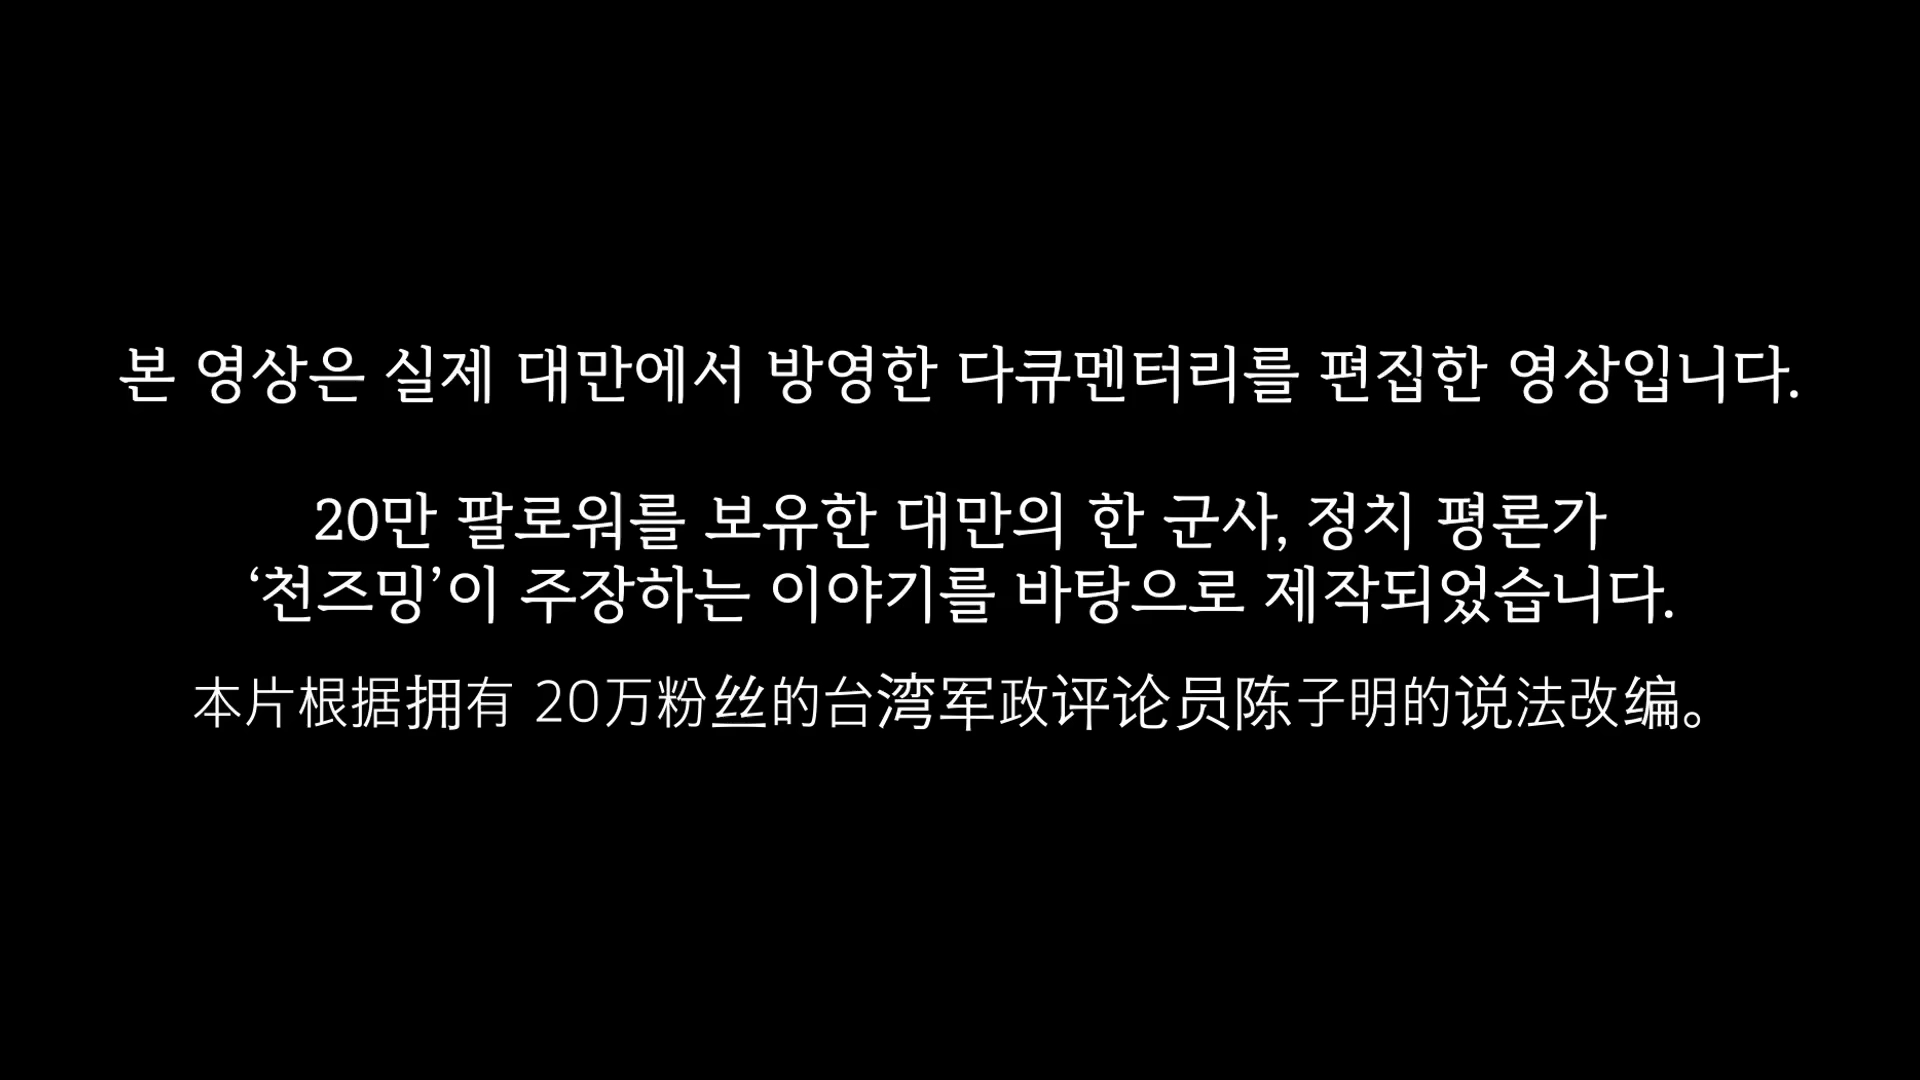 본 영상은 실제 대만에서 방영한 다큐멘터리를 편집한 영상입니다.
20만 팔로워를 보유한 대만의 한 군사, 정치 평론가
‘천즈밍’이 주장하는 이야기를 바탕으로 제작되었습니다.
本片根据拥有 20万粉丝的台湾军政评论员陈子明的说法改编。